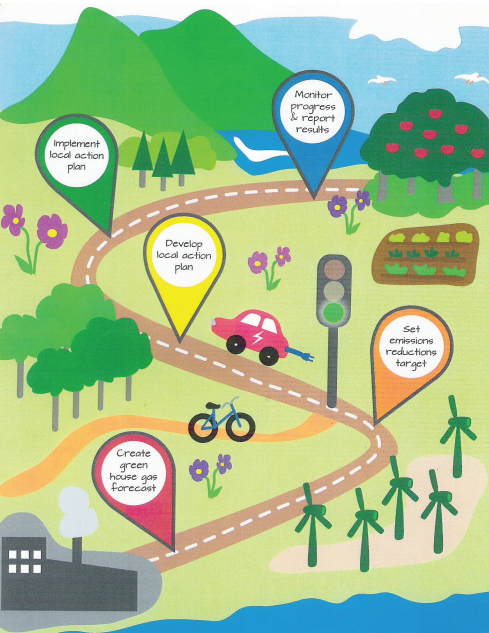 Monitor
progress
& report
results
Implement
local action
plan
Develop
local action
plan
Set
emissions
reductions
target
Create
green
house gas
forecast